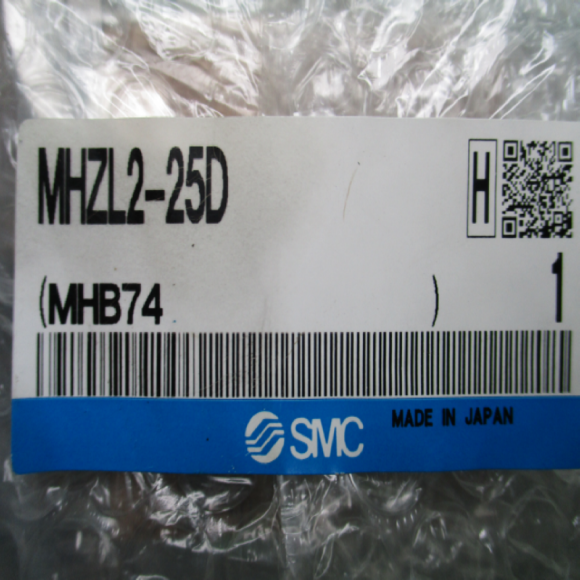 MHZL2-25D
H
(MHB74 )
1
SMC
MADE IN JAPAN